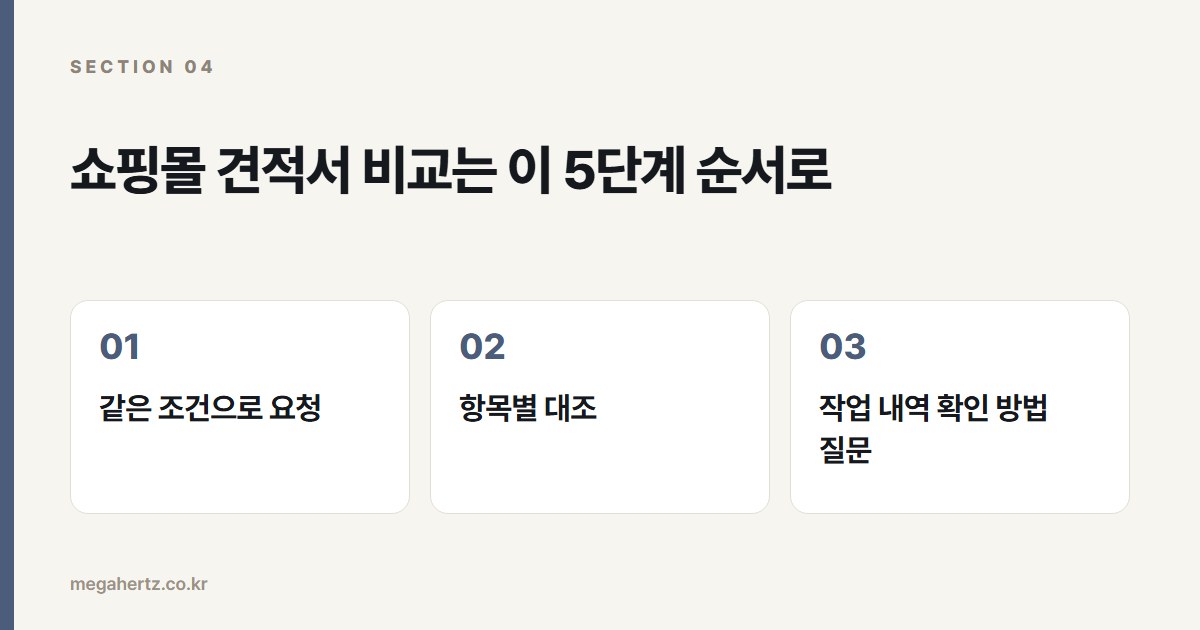 SECTION 04
쇼핑몰 견적서 비교는 이 5단계 순서로
01
같은 조건으로 요청
02
항목별 대조
03
작업 내역 확인 방법
질문
megahertz.co.kr